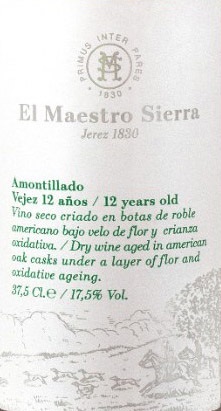 PRIMUS INTER PARES
1830
El Maestro Sierra
Jerez 1830
Amontillado
Vejez 12 años / 12 years old
Vino seco criado en botas de roble
americano bajo velo de flor y crianza
oxidativa. / Dry wine aged in american
oak casks under a layer of flor and
oxidative ageing.
37,5 Cl.e / 17,5% Vol.